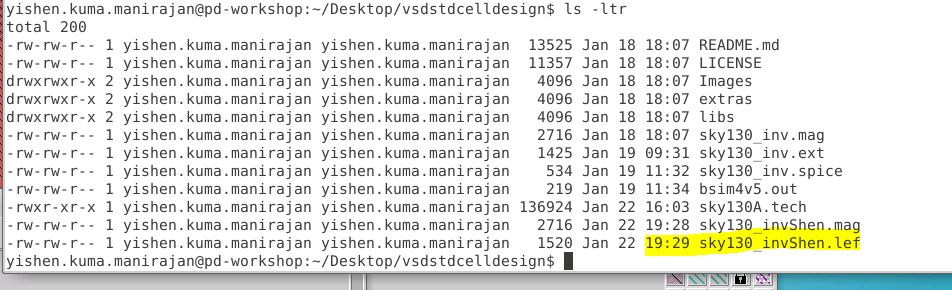 yishen.kuma.manirajan@pd-workshop:~/Desktop/vsdstdcelldesign$ ls -ltr
total 200
-rw-rw-r-- 1 yishen.kuma.manirajan yishen.kuma.manirajan  13525 Jan 18 18:07 README.md
-rw-rw-r-- 1 yishen.kuma.manirajan yishen.kuma.manirajan  11357 Jan 18 18:07 LICENSE
drwxrwxr-x 2 yishen.kuma.manirajan yishen.kuma.manirajan   4096 Jan 18 18:07 Images
drwxrwxr-x 2 yishen.kuma.manirajan yishen.kuma.manirajan   4096 Jan 18 18:07 extras
drwxrwxr-x 2 yishen.kuma.manirajan yishen.kuma.manirajan   4096 Jan 18 18:07 libs
-rw-rw-r-- 1 yishen.kuma.manirajan yishen.kuma.manirajan   2716 Jan 18 18:07 sky130_inv.mag
-rw-rw-r-- 1 yishen.kuma.manirajan yishen.kuma.manirajan   1425 Jan 19 09:31 sky130_inv.ext
-rw-rw-r-- 1 yishen.kuma.manirajan yishen.kuma.manirajan    534 Jan 19 11:32 sky130_inv.spice
-rw-rw-r-- 1 yishen.kuma.manirajan yishen.kuma.manirajan    219 Jan 19 11:34 bsim4v5.out
-rwxr-xr-x 1 yishen.kuma.manirajan yishen.kuma.manirajan 136924 Jan 22 16:03 sky130A.tech
-rw-rw-r-- 1 yishen.kuma.manirajan yishen.kuma.manirajan   2716 Jan 22 19:28 sky130_invShen.mag
-rw-rw-r-- 1 yishen.kuma.manirajan yishen.kuma.manirajan   1520 Jan 22 19:29 sky130_invShen.lef
yishen.kuma.manirajan@pd-workshop:~/Desktop/vsdstdcelldesign$